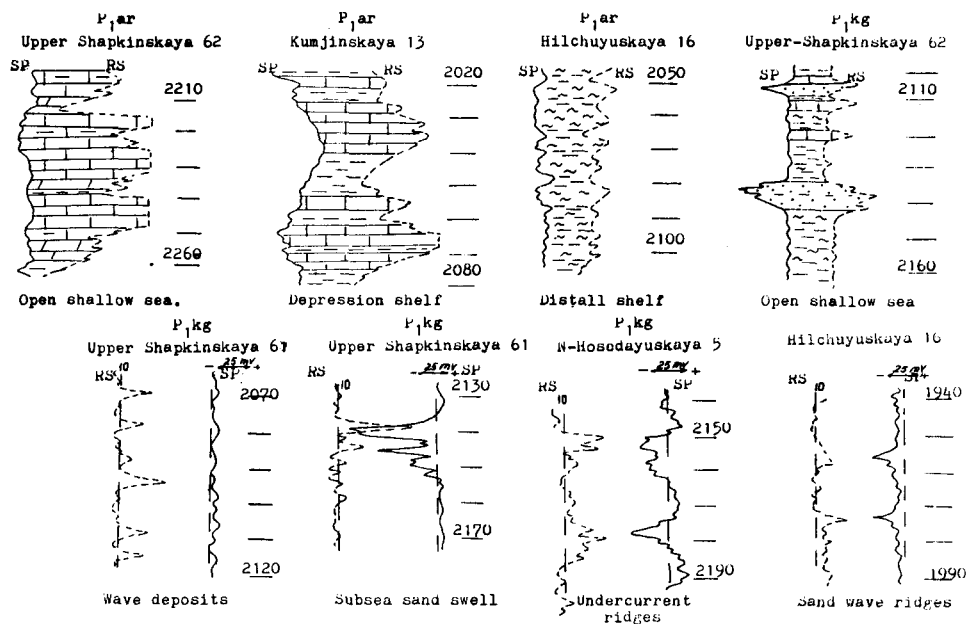 P₁ar
Upper Shapkinskaya 62
SP RS
2210
2260
Open shallow sea.
P₁ar
Kumjinskaya 13
SP RS
2020
2080
Depression shelf
P₁ar
Hilchuyuskaya 16
SP RS
2050
2100
Distall shelf
P₁kg
Upper-Shapkinskaya 62
SP RS
2110
2160
Open shallow sea
P₁kg
Upper Shapkinskaya 61
RS 10 - 25 mv +
SP
2070
2120
Wave deposits
P₁kg
Upper Shapkinskaya 61
RS 10 - 25 mv + SP
2130
2170
Subsea sand swell
P₁kg
N-Hosodayuskaya 5
RS 10 - 25 mv +
SP
2150
2190
Undercurrent
ridges
Hilchuyuskaya 16
RS 10 - 25 mv +
1940
1990
Sand wave ridges